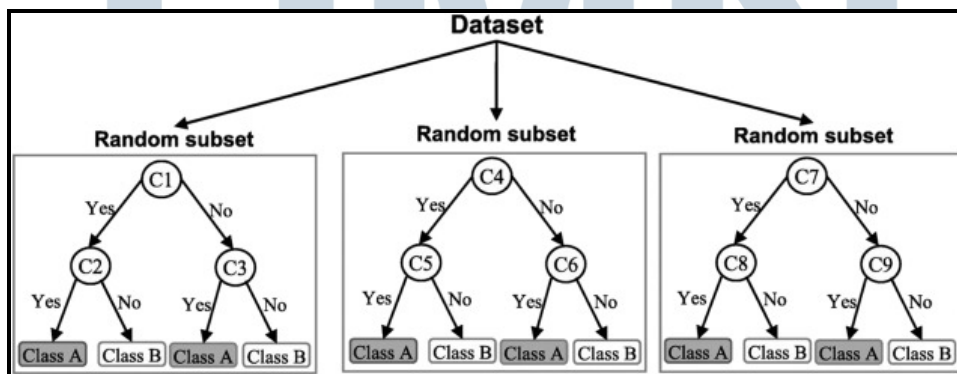 Dataset
Random subset Random subset Random subset
C1 C4 C7
Yes No Yes No Yes No
C2 C3 C5 C6 C8 C9
Yes No Yes No Yes No Yes No Yes No Yes No
Class A Class B Class A Class B Class A Class B Class A Class B Class A Class B Class A Class B